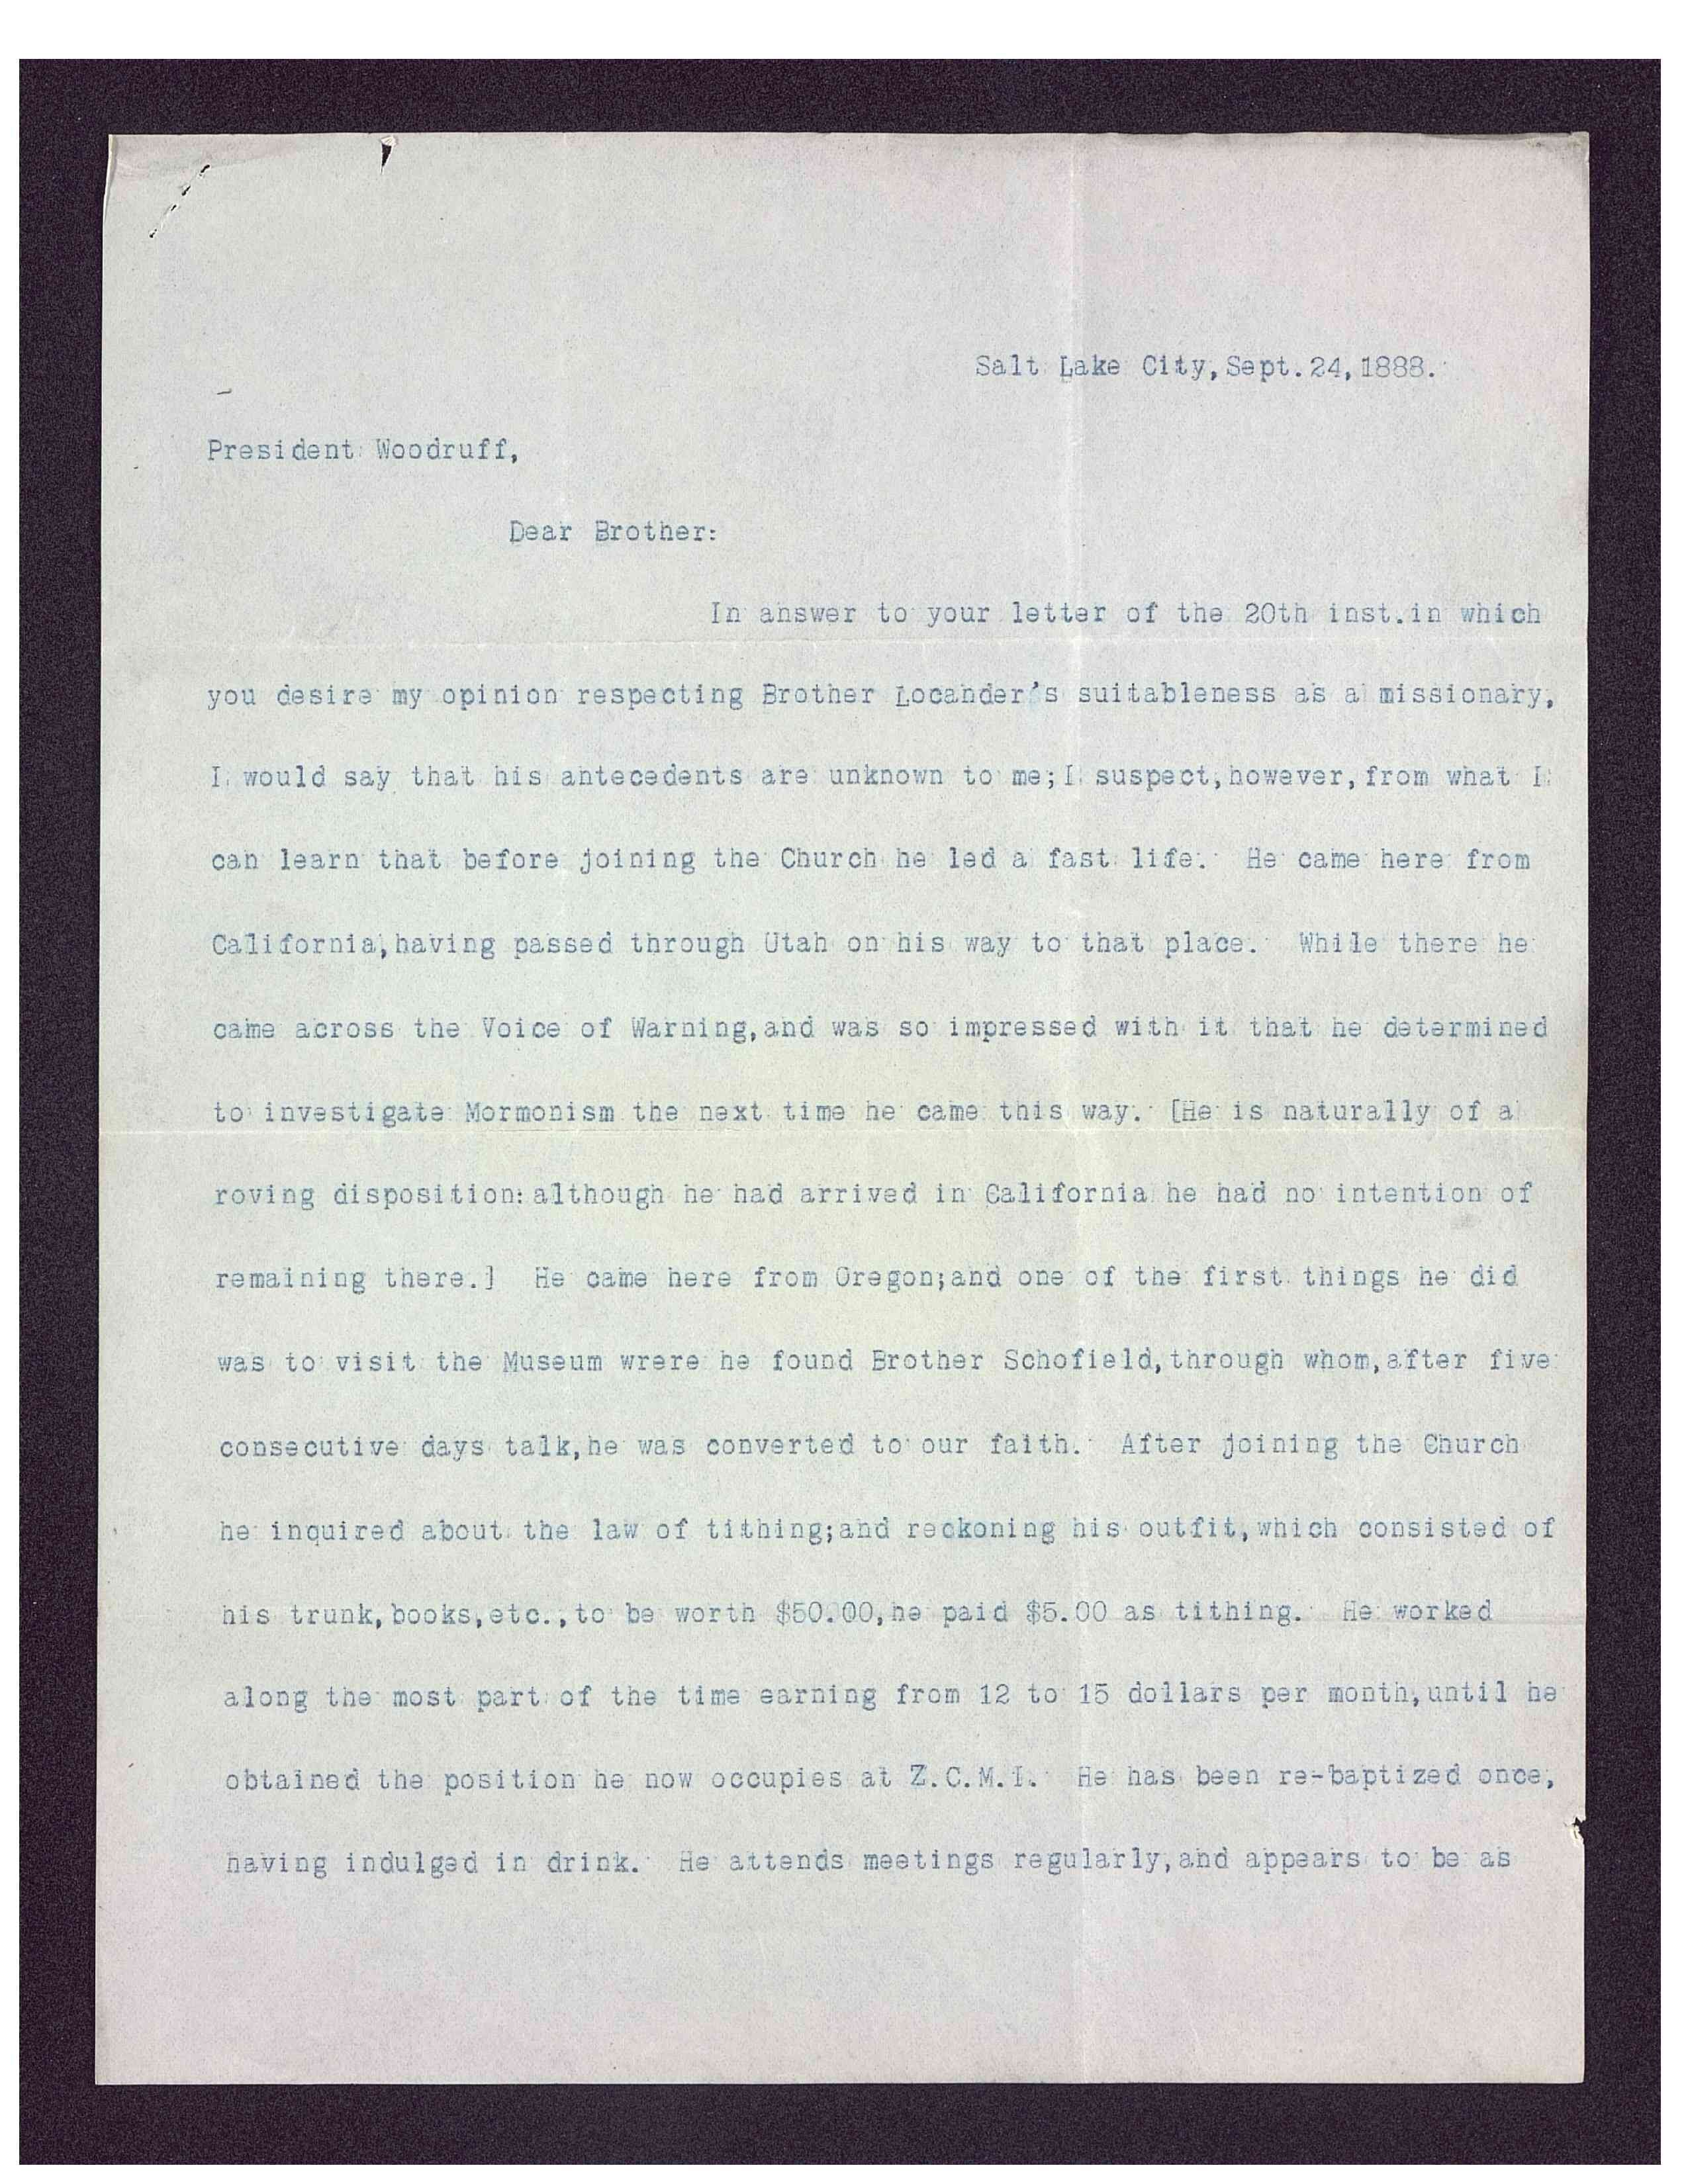 Salt Lake City, Sept. 24, 1888.
President Woodruff,
Dear Brother:
In answer to your letter of the 20th inst. in which
you desire my opinion respecting Brother Locander's suitableness as a missionary,
I would say that his antecedents are unknown to me; I suspect, however, from what I
can learn that before joining the Church he led a fast life. He came here from
California, having passed through Utah on his way to that place. While there he
came across the Voice of Warning, and was so impressed with it that he determined
to investigate Mormonism the next time he came this way. [He is naturally of a
roving disposition: although he had arrived in California he had no intention of
remaining there.] He came here from Oregon; and one of the first things he did
was to visit the Museum wrere he found Brother Schofield, through whom, after five
consecutive days talk, he was converted to our faith. After joining the Church
he inquired about the law of tithing; and reckoning his outfit, which consisted of
his trunk, books, etc., to be worth $50.00, he paid $5.00 as tithing. He worked
along the most part of the time earning from 12 to 15 dollars per month, until he
obtained the position he now occupies at Z.C.M.I. He has been re-baptized once,
having indulged in drink. He attends meetings regularly, and appears to be as